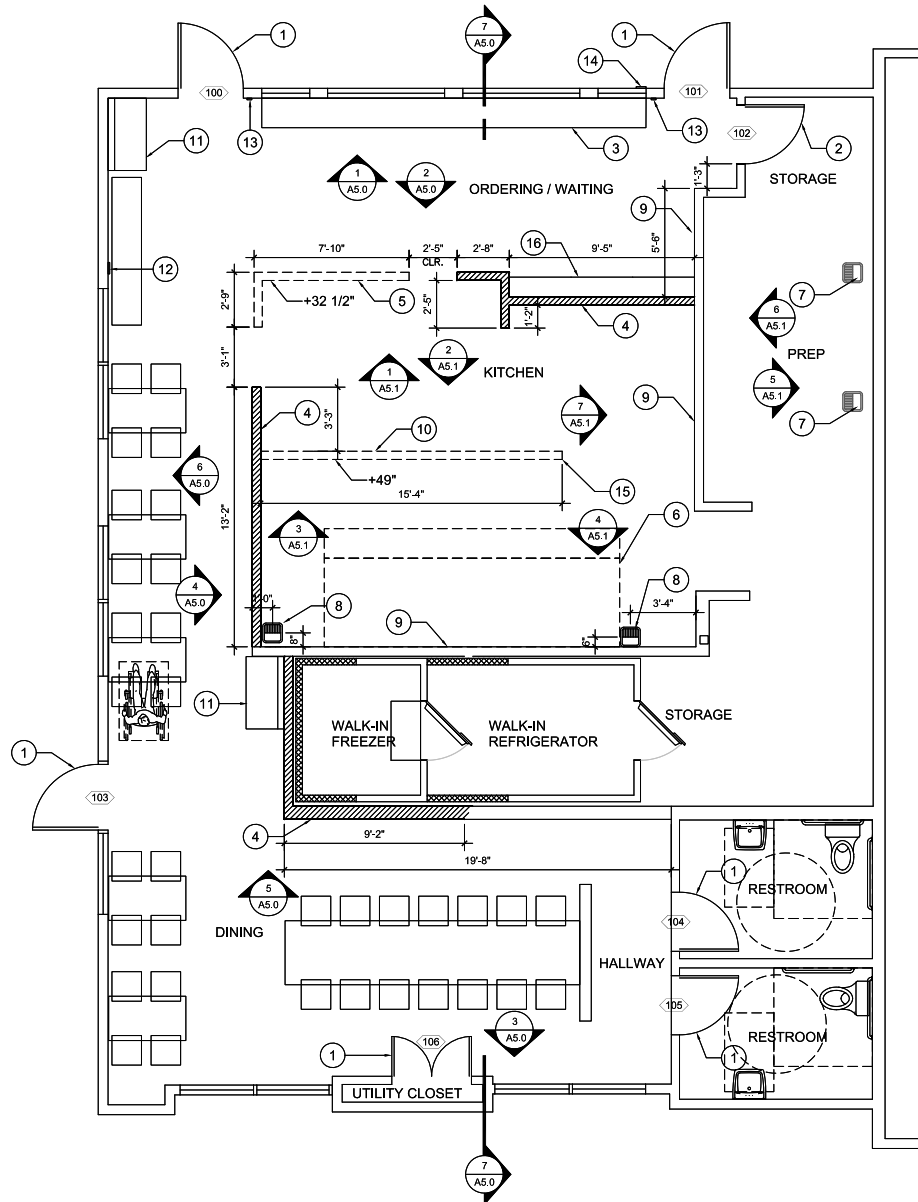 7
A5.0
1
1
14
100
101
13
13
102
11
3
2
1
A5.0
2
A5.0
ORDERING / WAITING
STORAGE
1'-3"
9
12
7'-10"
2'-5"
CLR.
2'-8"
16
9'-5"
5'-6"
2'-9"
+32 1/2"
5
2'-5"
1'-2"
4
7
6
A5.1
3'-1"
2
A5.1
1
A5.1
KITCHEN
PREP
5
A5.1
9
7
4
3'-3"
10
7
A5.1
6
A5.0
+49"
15
15'-4"
13'-2"
3
A5.1
4
A5.1
6
4
A5.0
8
8
3'-4"
8"
9
6"
11
WALK-IN
FREEZER
WALK-IN
REFRIGERATOR
STORAGE
1
103
4
9'-2"
19'-8"
5
A5.0
1
RESTROOM
DINING
104
HALLWAY
105
3
A5.0
1
106
RESTROOM
1
UTILITY CLOSET
7
A5.0